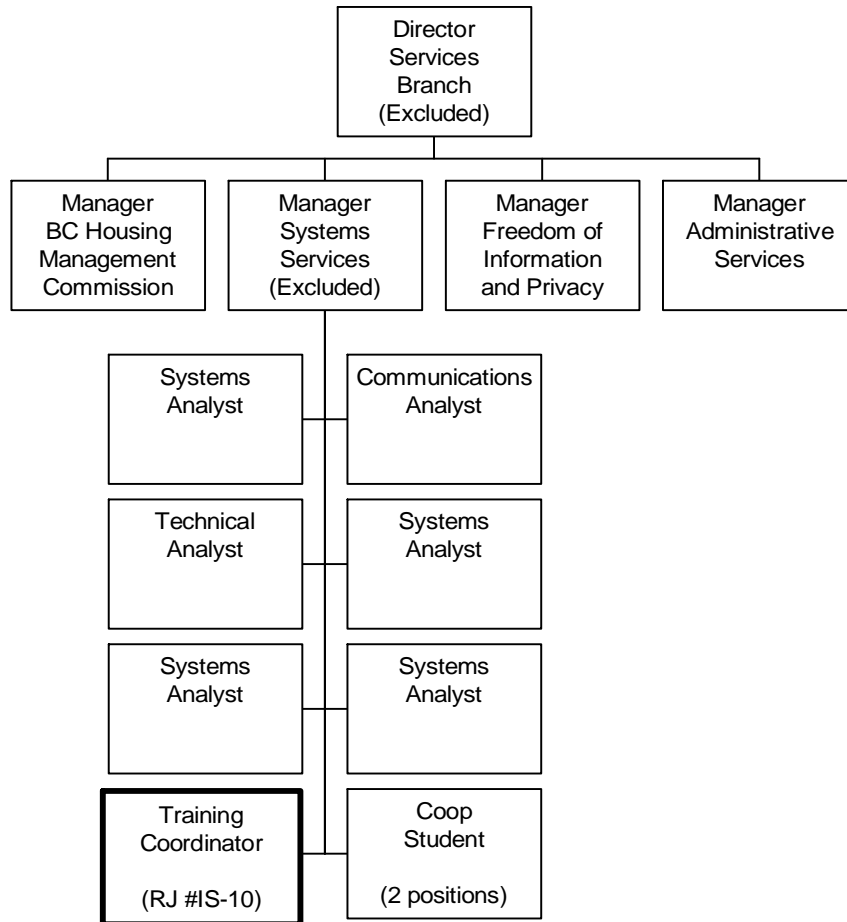 Director
Services
Branch
(Excluded)
Manager
BC Housing
Management
Commission
Manager
Systems
Services
(Excluded)
Manager
Freedom of
Information
and Privacy
Manager
Administrative
Services
Systems
Analyst
Communications
Analyst
Technical
Analyst
Systems
Analyst
Systems
Analyst
Systems
Analyst
Training
Coordinator
(RJ #IS-10)
Coop
Student
(2 positions)